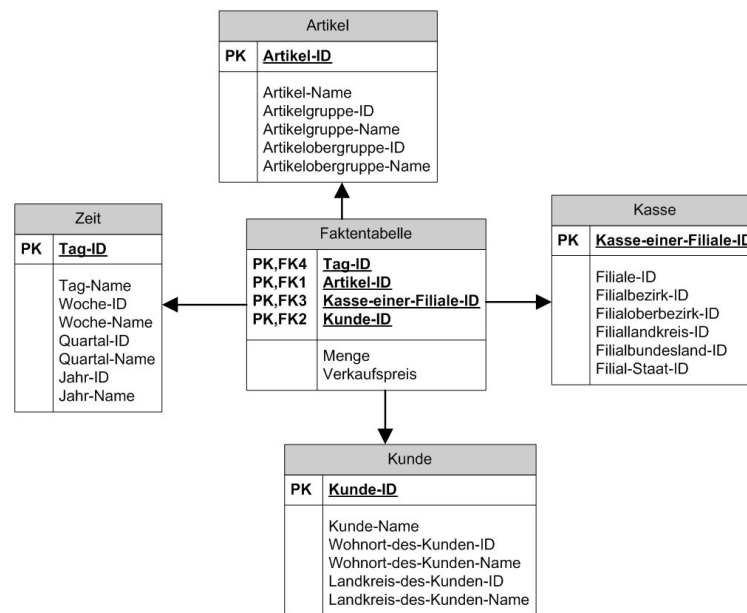 Artikel
PK Artikel-ID
Artikel-Name
Artikelgruppe-ID
Artikelgruppe-Name
Artikelobergruppe-ID
Artikelobergruppe-Name
Zeit
PK Tag-ID
Tag-Name
Woche-ID
Woche-Name
Quartal-ID
Quartal-Name
Jahr-ID
Jahr-Name
Faktentabelle
PK,FK4 Tag-ID
PK,FK1 Artikel-ID
PK,FK3 Kasse-einer-Filiale-ID
PK,FK2 Kunde-ID
Menge
Verkaufspreis
Kasse
PK Kasse-einer-Filiale-ID
Filiale-ID
Filialbezirk-ID
Filialoberbezirk-ID
Filiallandkreis-ID
Filialbundesland-ID
Filial-Staat-ID
Kunde
PK Kunde-ID
Kunde-Name
Wohnort-des-Kunden-ID
Wohnort-des-Kunden-Name
Landkreis-des-Kunden-ID
Landkreis-des-Kunden-Name